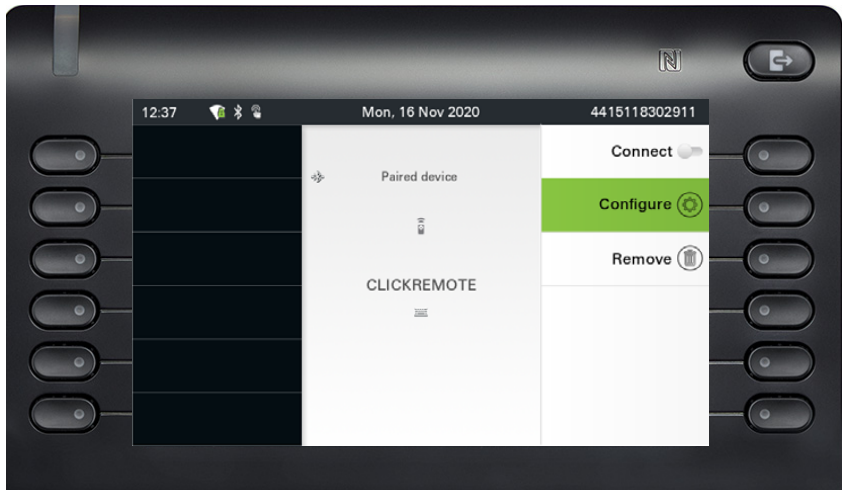 12:37 Mon, 16 Nov 2020 4415118302911
Connect
Paired device
Configure
Remove
CLICKREMOTE